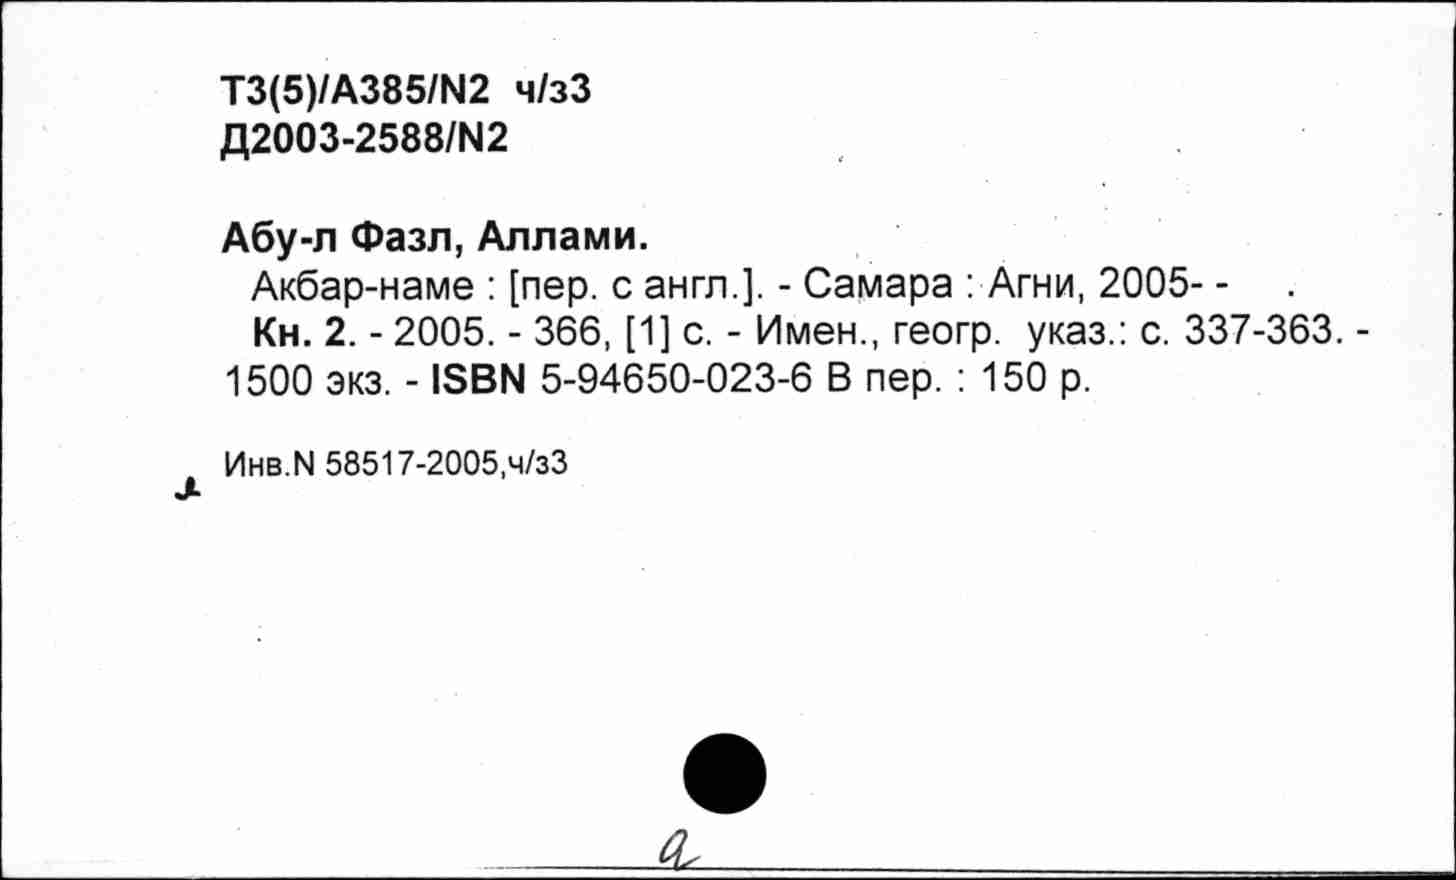 Т3(5)/А385/N2 ч/з3
Д2003-2588/N2
Абу-л Фазл, Аллами.
Акбар-наме : [пер. с англ.]. - Самара : Агни, 2005- - .
Кн. 2. - 2005. - 366, [1] с. - Имен., геогр. указ.: с. 337-363. -
1500 экз. - ISBN 5-94650-023-6 В пер. : 150 р.
Инв.N 58517-2005,ч/з3
а